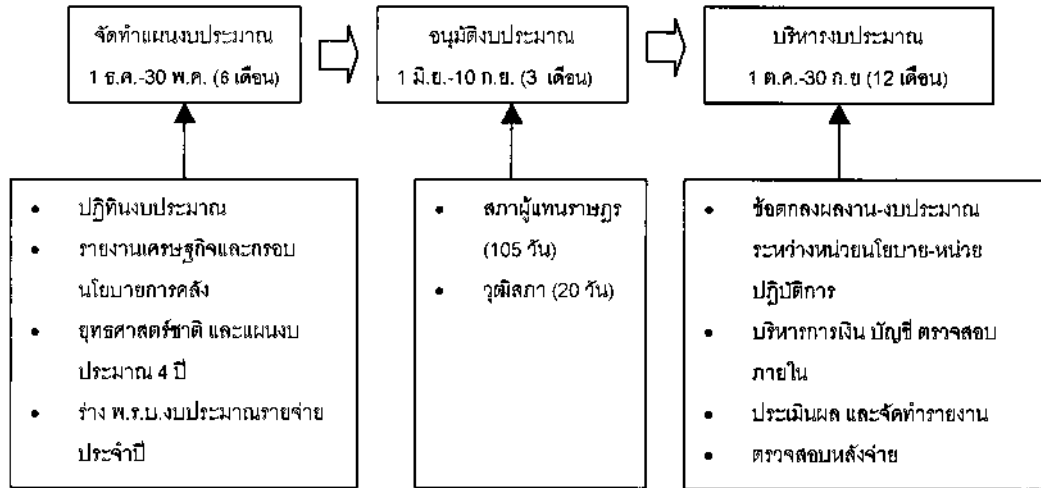 จัดทำแผนงบประมาณ
1 ธ.ค.-30 พ.ค. (6 เดือน)
อนุมัติงบประมาณ
1 มิ.ย.-10 ก.ย. (3 เดือน)
บริหารงบประมาณ
1 ต.ค.-30 ก.ย (12 เดือน)
• ปฏิทินงบประมาณ
• รายงานเศรษฐกิจและกรอบ
นโยบายการคลัง
• ยุทธศาสตร์ชาติ และแผนงบ
ประมาณ 4 ปี
• ร่าง พ.ร.บ.งบประมาณรายจ่าย
ประจำปี
• สภาผู้แทนราษฎร
(105 วัน)
• วุฒิสภา (20 วัน)
• ข้อตกลงผลงาน-งบประมาณ
ระหว่างหน่วยนโยบาย-หน่วย
ปฏิบัติการ
• บริหารการเงิน บัญชี ตรวจสอบ
ภายใน
• ประเมินผล และจัดทำรายงาน
• ตรวจสอบหลังจ่าย